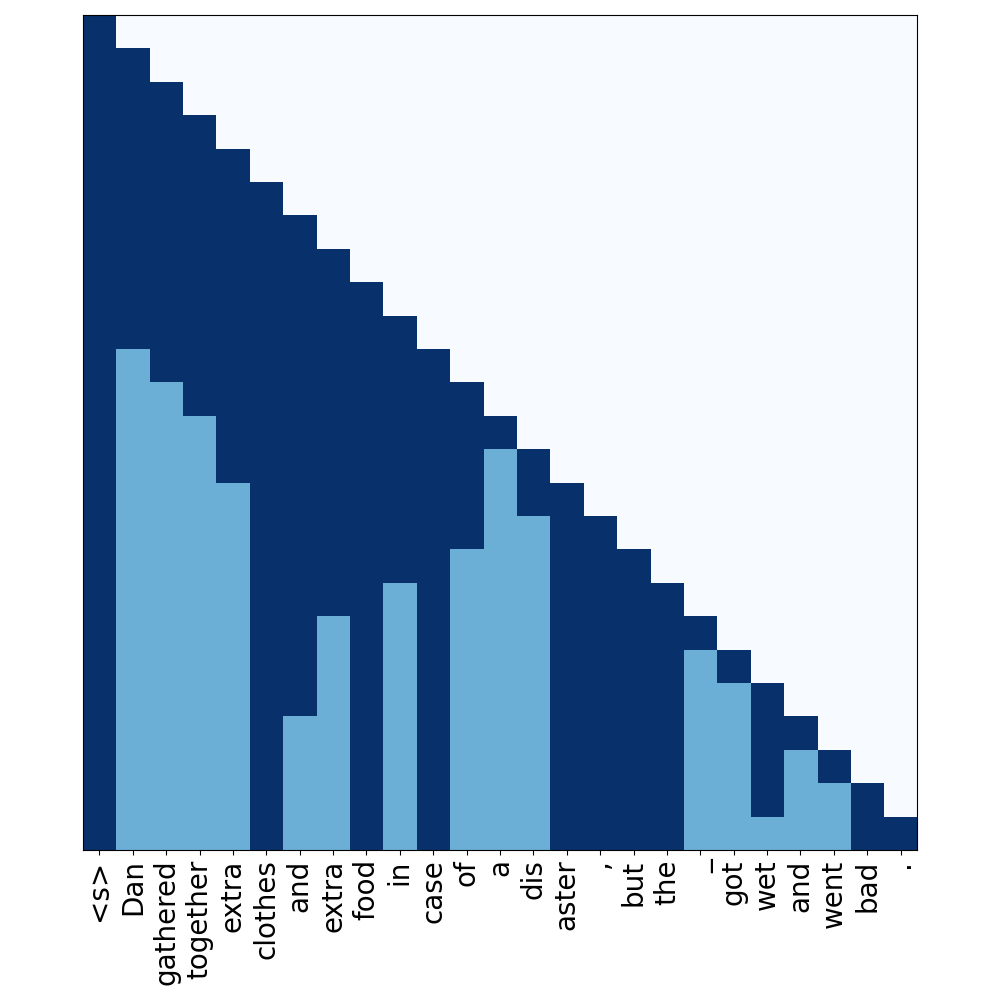 <s> Dan gathered together extra clothes and extra food in case of a dis aster , but the _ got wet and went bad .